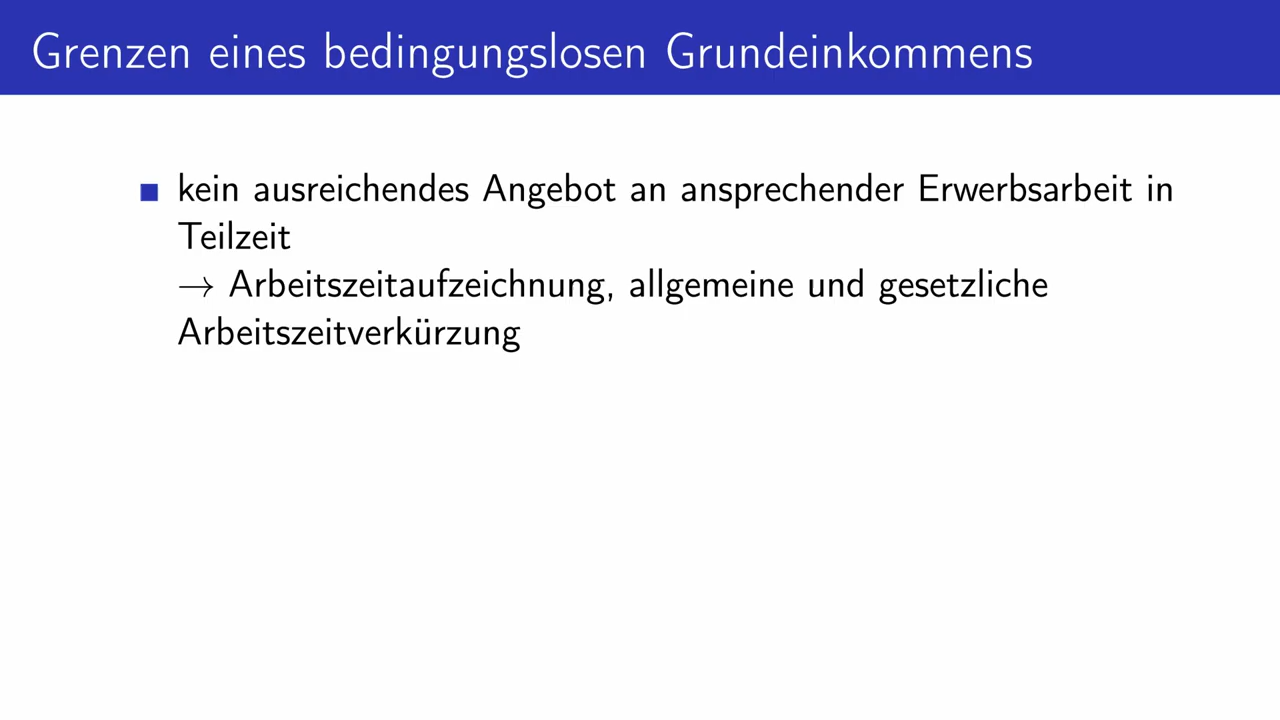 Grenzen eines bedingungslosen Grundeinkommens
kein ausreichendes Angebot an ansprechender Erwerbsarbeit in
Teilzeit
→ Arbeitszeitaufzeichnung, allgemeine und gesetzliche
Arbeitszeitverkürzung